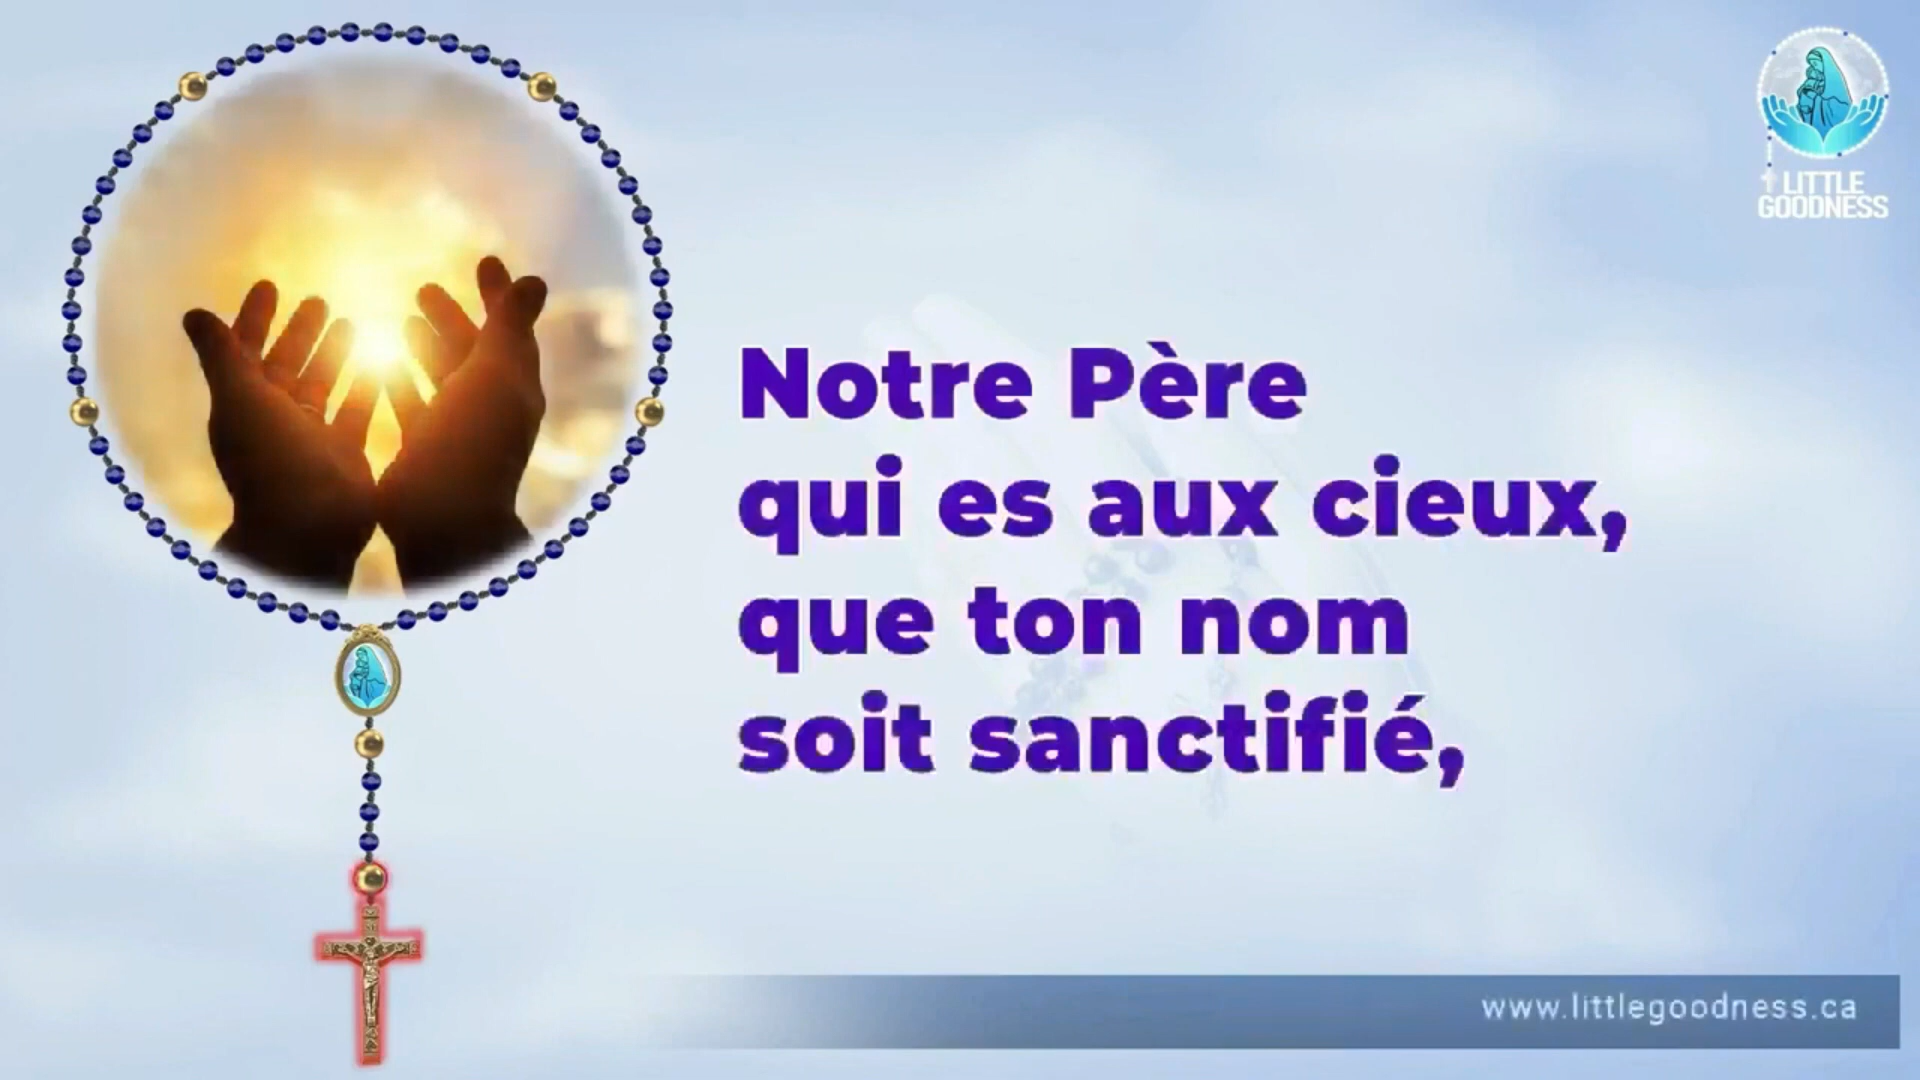 LITTLE
GOODNESS
Notre Père
qui es aux cieux,
que ton nom
soit sanctifié,
www.littlegoodness.ca